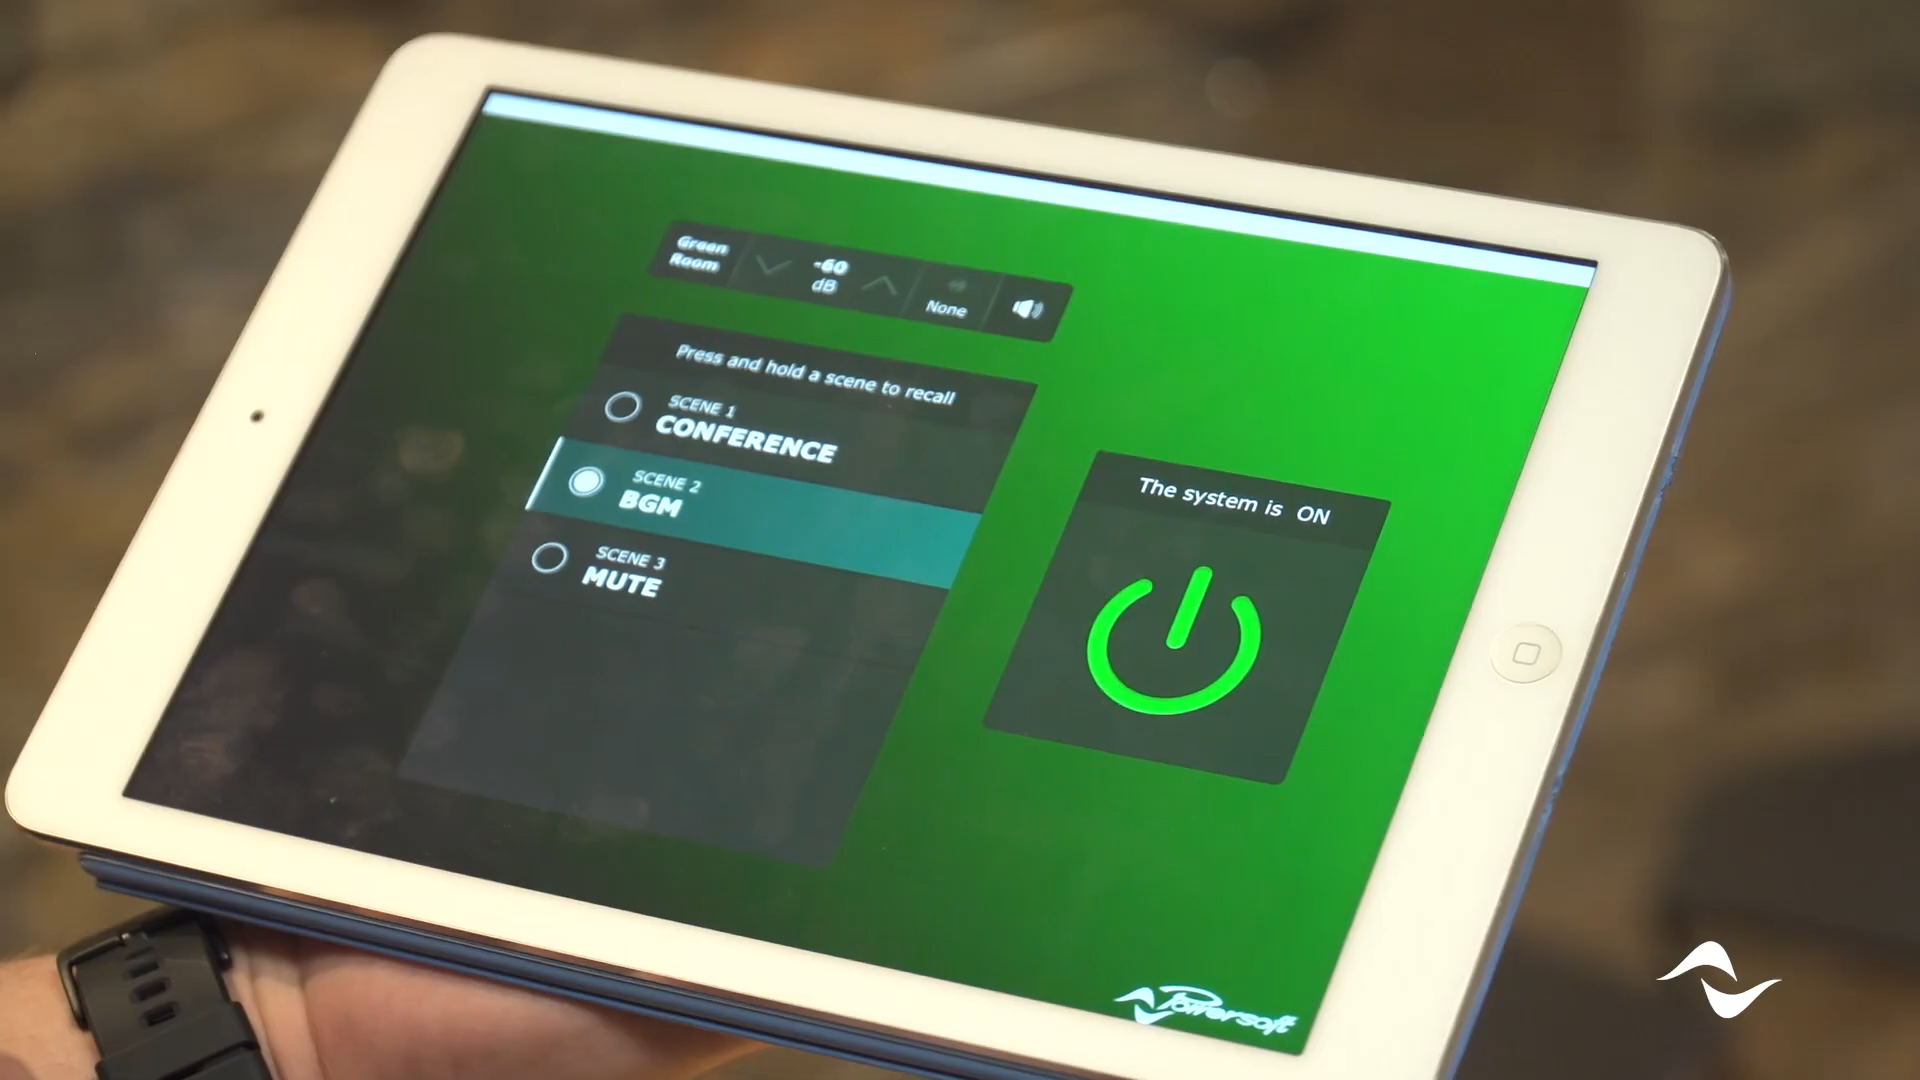 Green
Room
-60
dB
None
Press and hold a scene to recall
SCENE 1
CONFERENCE
SCENE 2
BGM
SCENE 3
MUTE
The system is ON
Powersoft